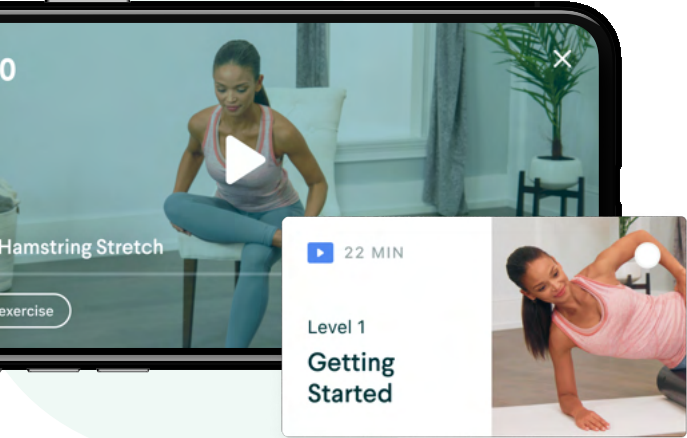 0
Hamstring Stretch
exercise
22 MIN
Level 1
Getting
Started